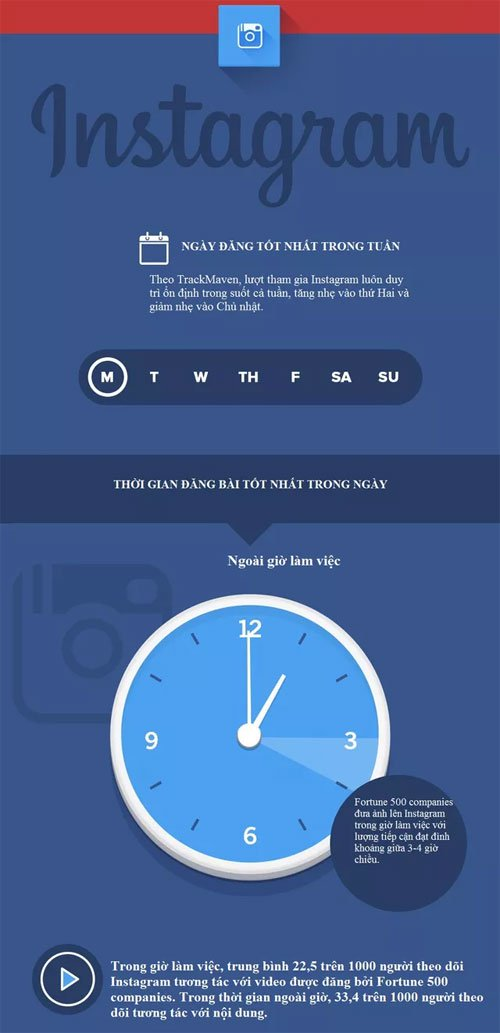 Instagram
NGÀY ĐĂNG TỐT NHẤT TRONG TUẦN
Theo TrackMaven, lượt tham gia Instagram luôn duy
trì ổn định trong suốt cả tuần, tăng nhẹ vào thứ Hai và
giảm nhẹ vào Chủ nhật.
M T W TH F SA SU
THỜI GIAN ĐĂNG BÀI TỐT NHẤT TRONG NGÀY
Ngoài giờ làm việc
12
9 3
6
Fortune 500 companies
đưa ảnh lên Instagram
trong giờ làm việc với
lượng tiếp cận đạt đỉnh
khoảng giữa 3-4 giờ
chiều.
Trong giờ làm việc, trung bình 22,5 trên 1000 người theo dõi
Instagram tương tác với video được đăng bởi Fortune 500
companies. Trong thời gian ngoài giờ, 33,4 trên 1000 người theo
dõi tương tác với nội dung.